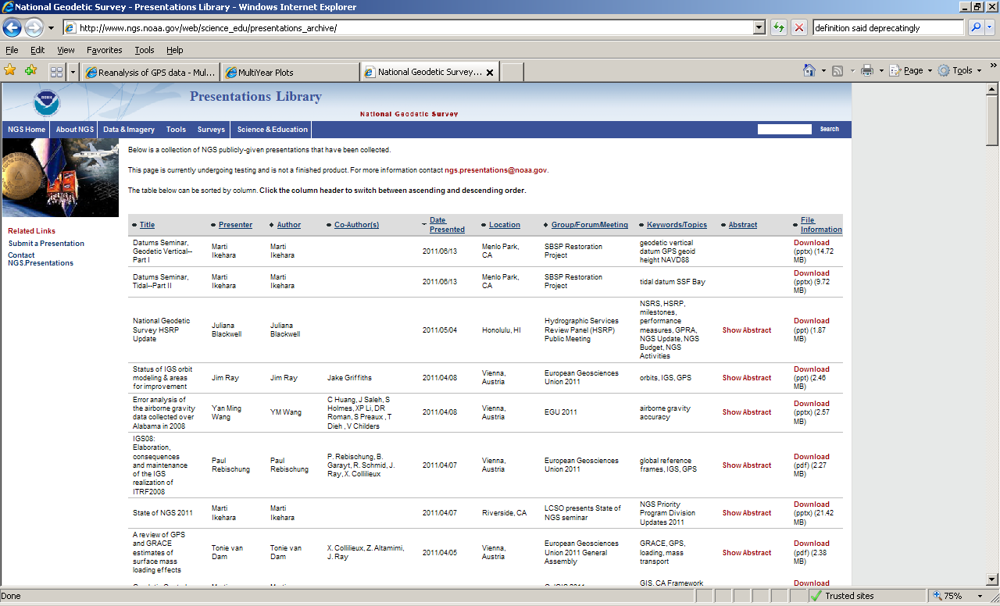 National Geodetic Survey - Presentations Library - Windows Internet Explorer
http://www.ngs.noaa.gov/web/science_edu/presentations_archive/
definition said deprecatingly
File Edit View Favorites Tools Help
Reanalysis of GPS data - Mul...
MultiYear Plots
National Geodetic Survey...
Page
Tools
Presentations Library
National Geodetic Survey
NGS Home
About NGS
Data & Imagery
Tools
Surveys
Science & Education
Search
Below is a collection of NGS publicly-given presentations that have been collected.
This page is currently undergoing testing and is not a finished product. For more information contact ngs.presentations@noaa.gov.
The table below can be sorted by column. Click the column header to switch between ascending and descending order.
Related Links
Submit a Presentation
Contact
NGS.Presentations
Title
Presenter
Author
Co-Author(s)
Date
Presented
Location
Group/Forum/Meeting
Keywords/Topics
Abstract
File
Information
Datums Seminar,
Geodetic Vertical--
Part I
Marti
Ikehara
Marti
Ikehara
2011/06/13
Menlo Park,
CA
SBSP Restoration
Project
geodetic vertical
datum GPS geoid
height NAVD88
Download
(pptx) (14.72
MB)
Datums Seminar,
Tidal--Part II
Marti
Ikehara
Marti
Ikehara
2011/06/13
Menlo Park,
CA
SBSP Restoration
Project
tidal datum SSF Bay
Download
(pptx) (9.72
MB)
National Geodetic
Survey HSRP
Update
Juliana
Blackwell
Juliana
Blackwell
2011/05/04
Honolulu, HI
Hydrographic Services
Review Panel (HSRP)
Public Meeting
NSRS, HSRP,
milestones,
performance
measures, GPRA,
NGS Update, NGS
Budget, NGS
Activities
Show Abstract
Download
(ppt) (1.87
MB)
Status of IGS orbit
modeling & areas
for improvement
Jim Ray
Jim Ray
Jake Griffiths
2011/04/08
Vienna,
Austria
European Geosciences
Union 2011
orbits, IGS, GPS
Show Abstract
Download
(ppt) (2.46
MB)
Error analysis of
the airborne gravity
data collected over
Alabama in 2008
Yan Ming
Wang
YM Wang
C Huang, J Saleh, S
Holmes, XP Li, DR
Roman, S Preaux , T
Dieh , V Childers
2011/04/08
Vienna,
Austria
EGU 2011
airborne gravity
accuracy
Show Abstract
Download
(pptx) (2.57
MB)
IGS08:
Elaboration,
consequences
and maintenance
of the IGS
realization of
ITRF2008
Paul
Rebischung
Paul
Rebischung
P. Rebischung, B.
Garayt, R. Schmid, J.
Ray, X. Collilieux
2011/04/07
Vienna,
Austria
European Geosciences
Union 2011
global reference
frames, IGS, GPS
Show Abstract
Download
(pdf) (2.27
MB)
State of NGS 2011
Marti
Ikehara
Marti
Ikehara
2011/04/07
Riverside, CA
LCSO presents State of
NGS seminar
NGS Priority
Program Division
Updates 2011
Show Abstract
Download
(pptx) (21.42
MB)
A review of GPS
and GRACE
estimates of
surface mass
loading effects
Tonie van
Dam
Tonie van
Dam
X. Collilieux, Z. Altamimi,
J. Ray
2011/04/05
Vienna,
Austria
European Geosciences
Union 2011 General
Assembly
GRACE, GPS,
loading, mass
transport
Show Abstract
Download
(pdf) (2.38
MB)
GIS, CA Framework
Download
Done
Trusted sites
75%